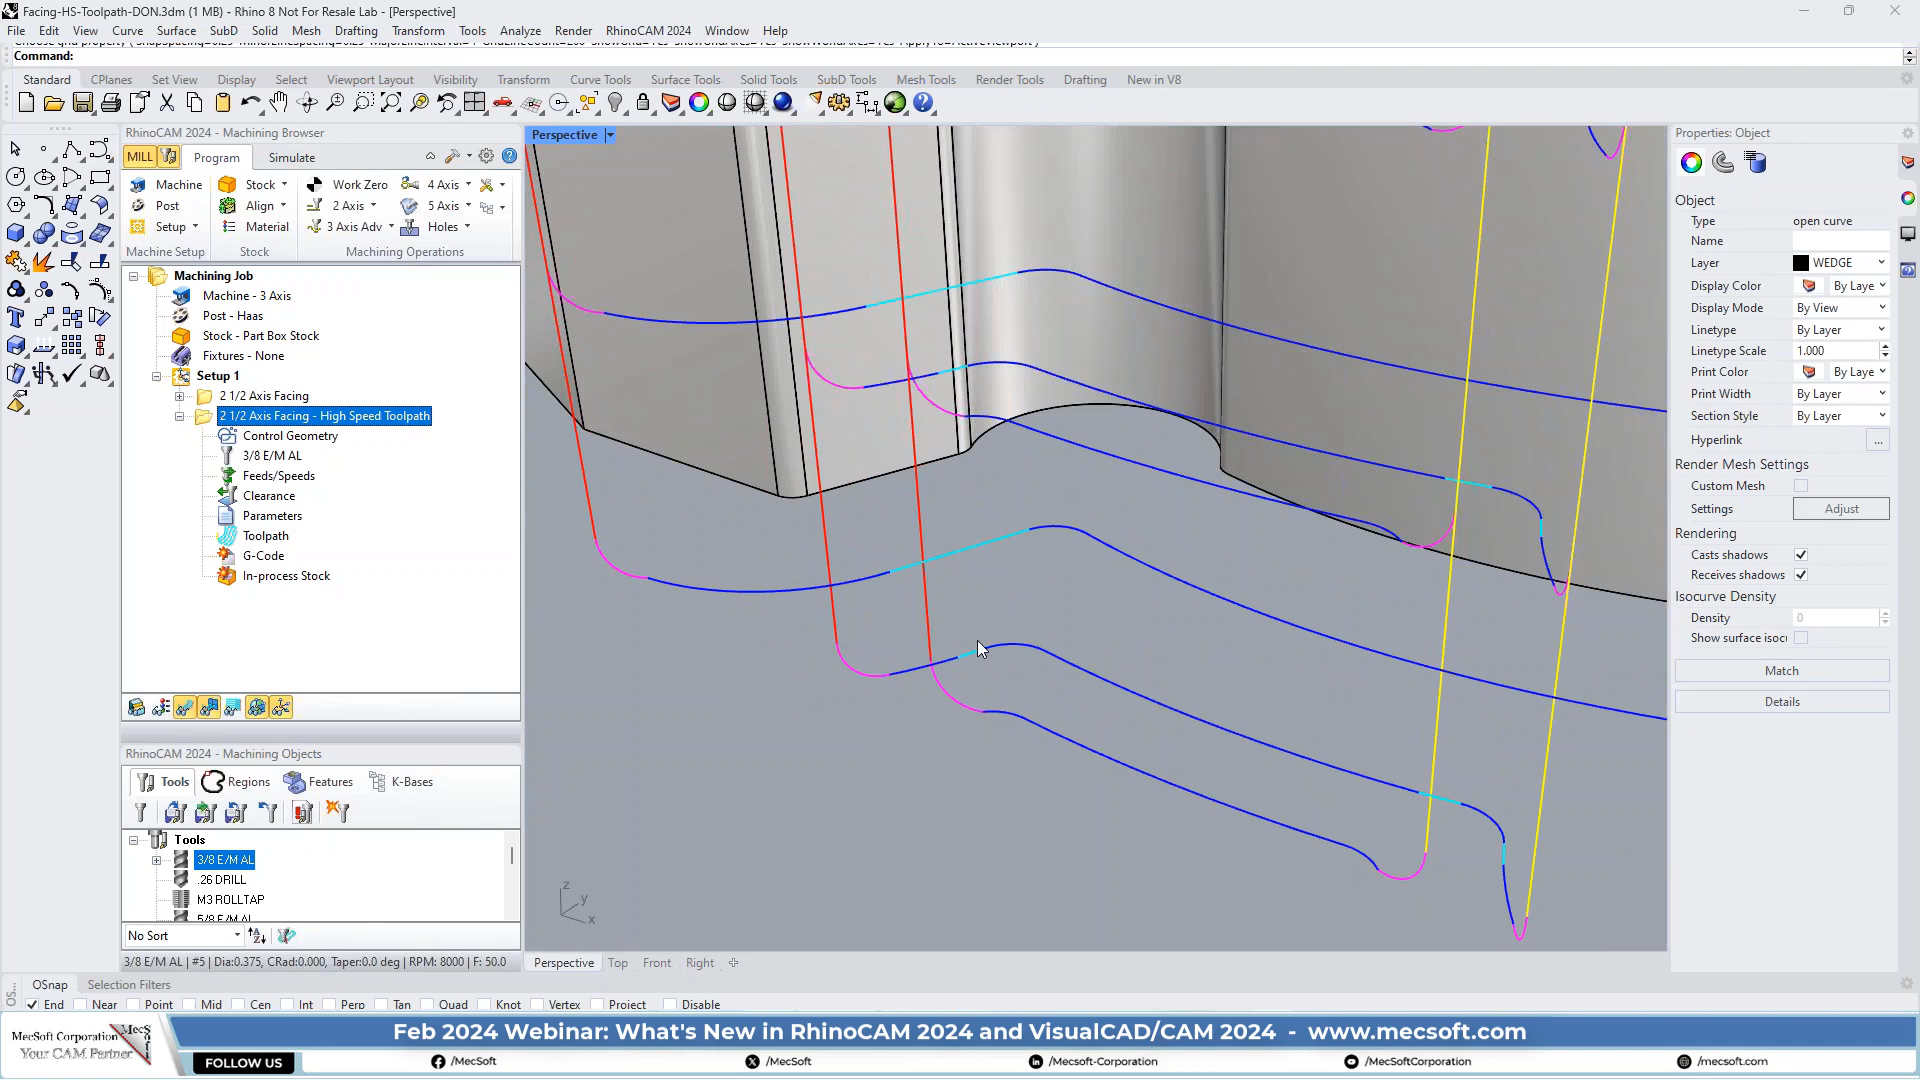 Facing-HS-Toolpath-DON.3dm (1 MB) - Rhino 8 Not For Resale Lab - [Perspective]
File Edit View Curve Surface SubD Solid Mesh Drafting Transform Tools Analyze Render RhinoCAM 2024 Window Help
Command:
Standard CPlanes Set View Display Select Viewport Layout Visibility Transform Curve Tools Surface Tools Solid Tools SubD Tools Mesh Tools Render Tools Drafting New in V8
RhinoCAM 2024 - Machining Browser
MILL Program Simulate
Machine Stock Work Zero 4 Axis
Post Align 2 Axis 5 Axis
Setup Material 3 Axis Adv Holes
Machine Setup Stock Machining Operations
Machining Job
Machine - 3 Axis
Post - Haas
Stock - Part Box Stock
Fixtures - None
Setup 1
2 1/2 Axis Facing
2 1/2 Axis Facing - High Speed Toolpath
Control Geometry
3/8 E/M AL
Feeds/Speeds
Clearance
Parameters
Toolpath
G-Code
In-process Stock
RhinoCAM 2024 - Machining Objects
Tools Regions Features K-Bases
Tools
3/8 E/M AL
.26 DRILL
M3 ROLLTAP
5/8 E/M AL
No Sort
3/8 E/M AL | #5 | Dia:0.375, CRad:0.000, Taper:0.0 deg | RPM: 8000 | F: 50.0
Perspective
z
y
x
Perspective Top Front Right
Properties: Object
Object
Type open curve
Name
Layer WEDGE
Display Color By Laye
Display Mode By View
Linetype By Layer
Linetype Scale 1.000
Print Color By Laye
Print Width By Layer
Section Style By Layer
Hyperlink ...
Render Mesh Settings
Custom Mesh
Settings Adjust
Rendering
Casts shadows
Receives shadows
Isocurve Density
Density 0
Show surface isoc
Match
Details
OSnap Selection Filters
OS...
End Near Point Mid Cen Int Perp Tan Quad Knot Vertex Project Disable
MecSoft Corporation MecS
Your CAM Partner
Feb 2024 Webinar: What's New in RhinoCAM 2024 and VisualCAD/CAM 2024 - www.mecsoft.com
FOLLOW US /MecSoft /MecSoft /Mecsoft-Corporation /MecSoftCorporation /mecsoft.com